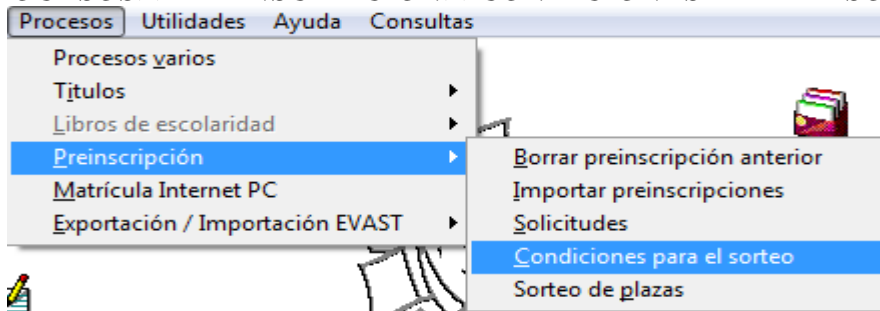 Procesos Utilidades Ayuda Consultas
Procesos varios
Titulos
Libros de escolaridad
Preinscripción
Matrícula Internet PC
Exportación / Importación EVAST
Borrar preinscripción anterior
Importar preinscripciones
Solicitudes
Condiciones para el sorteo
Sorteo de plazas